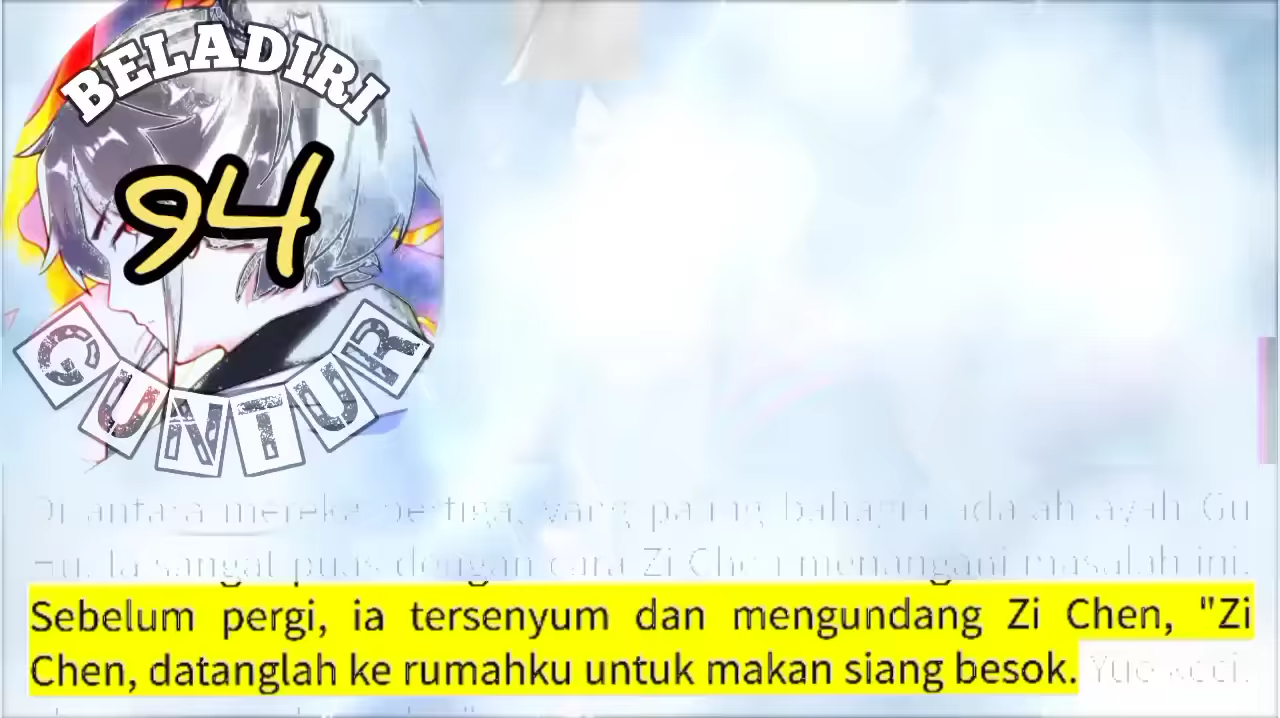 BELADIRI
94
GUNTUR
Di antara mereka bertiga, yang paling bahagia adalah ayah Gu
Hu. Ia sangat puas dengan cara Zi Chen menangani masalah ini.
Sebelum pergi, ia tersenyum dan mengundang Zi Chen, "Zi
Chen, datanglah ke rumahku untuk makan siang besok. Yue kecil